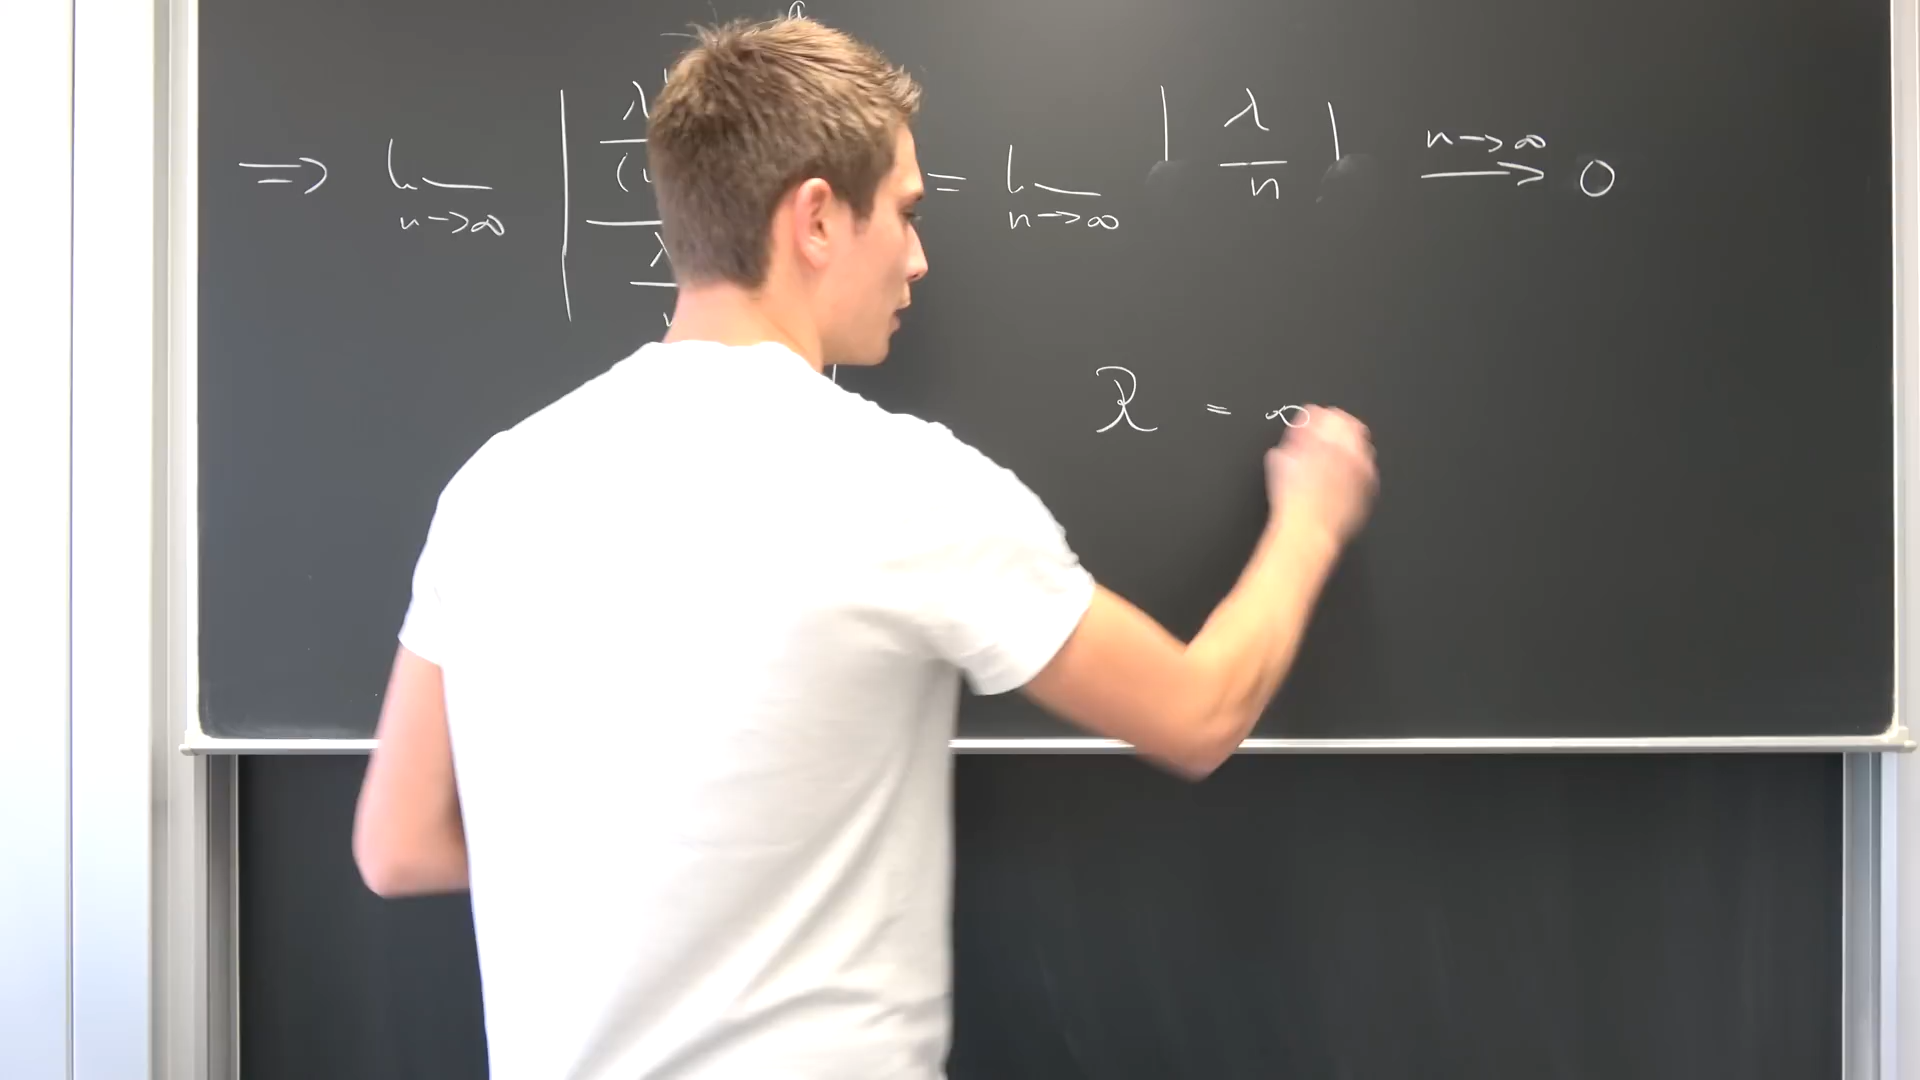 ⇒ lim n→∞ | λ / ( / λ = lim n→∞ | λ / n | n→∞ ⟶ 0
R = ∞